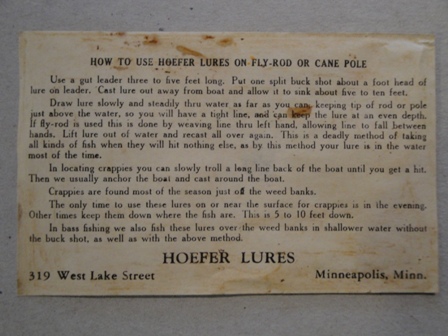 HOW TO USE HOEFER LURES ON FLY-ROD OR CANE POLE
Use a gut leader three to five feet long. Put one split buck shot about a foot head of
lure on leader. Cast lure out away from boat and allow it to sink about five to ten feet.
Draw lure slowly and steadily thru water as far as you can, keeping tip of rod or pole
just above the water, so you will have a tight line, and can keep the lure at an even depth.
If fly-rod is used this is done by weaving line thru left hand, allowing line to fall between
hands. Lift lure out of water and recast all over again. This is a deadly method of taking
all kinds of fish when they will hit nothing else, as by this method your lure is in the water
most of the time.
In locating crappies you can slowly troll a long line back of the boat until you get a hit.
Then we usually anchor the boat and cast around the boat.
Crappies are found most of the season just off the weed banks.
The only time to use these lures on or near the surface for crappies is in the evening.
Other times keep them down where the fish are. This is 5 to 10 feet down.
In bass fishing we also fish these lures over the weed banks in shallower water without
the buck shot, as well as with the above method.
HOEFER LURES
319 West Lake Street Minneapolis, Minn.